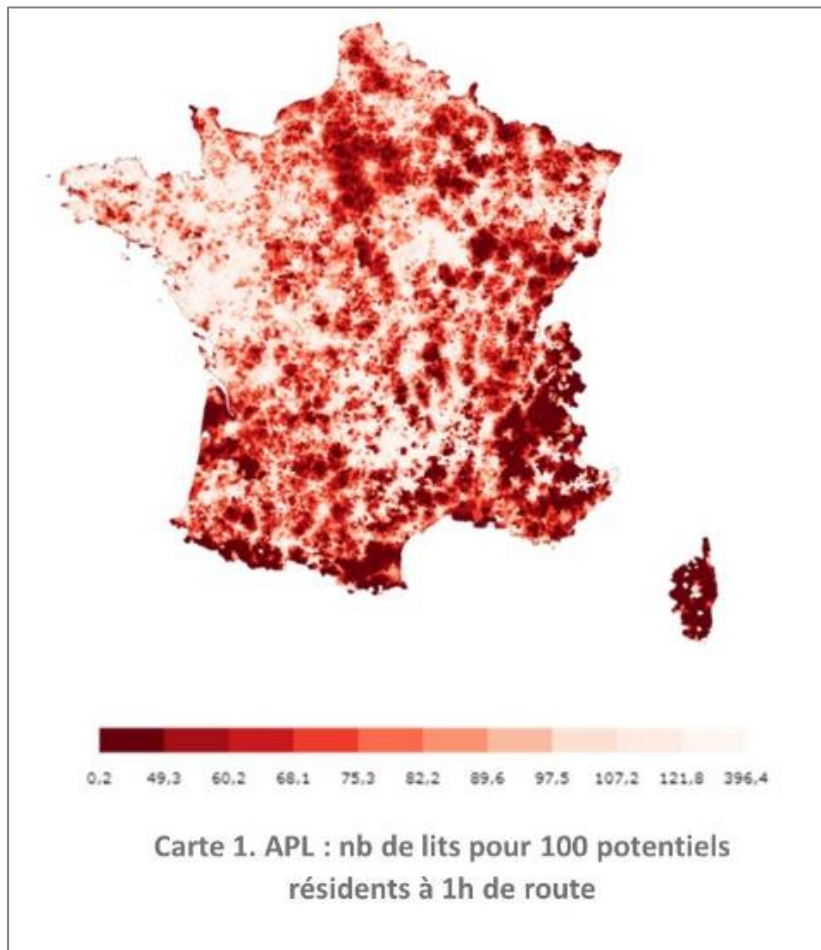 0,2 49,3 60,2 68,1 75,3 82,2 89,6 97,5 107,2 121,8 396,4
Carte 1. APL : nb de lits pour 100 potentiels
résidents à 1h de route